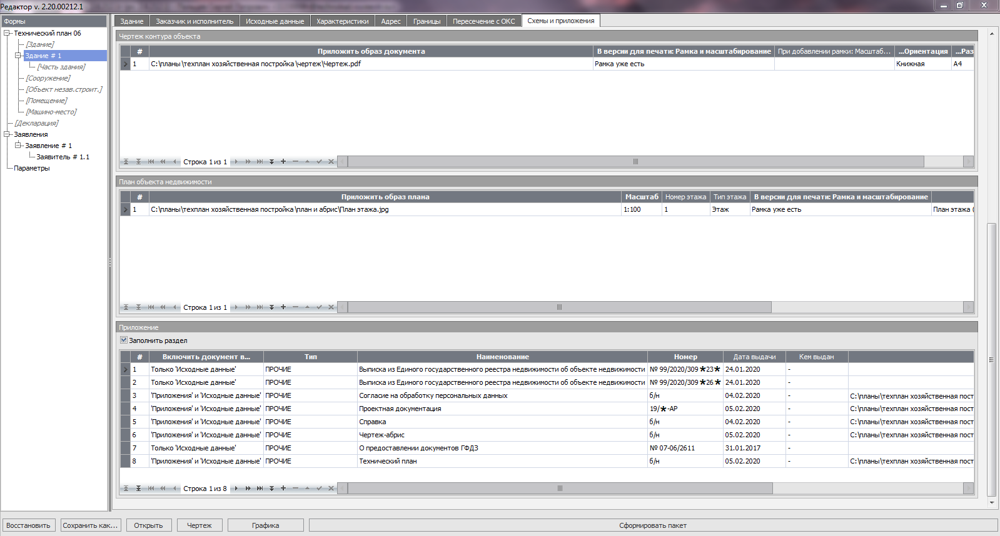 Редактор v. 2.20.00212.1
Формы
Технический план 06
[Здание]
Здание # 1
[Часть здания]
[Сооружение]
[Объект незав.строит.]
[Помещение]
[Машино-место]
[Декларация]
Заявления
Заявление # 1
Заявитель # 1.1
Параметры
Здание Заказчик и исполнитель Исходные данные Характеристики Адрес Границы Пересечение с ОКС Схемы и приложения
Чертеж контура объекта
# Приложить образ документа В версии для печати: Рамка и масштабирование При добавлении рамки: Масштаб... ...Ориентация ...Раз
1 C:\планы\техплан хозяйственная постройка\чертеж\Чертеж.pdf Рамка уже есть Книжная A4
Строка 1 из 1
План объекта недвижимости
# Приложить образ плана Масштаб Номер этажа Тип этажа В версии для печати: Рамка и масштабирование
1 C:\планы\техплан хозяйственная постройка\план и абрис\План этажа.jpg 1:100 1 Этаж Рамка уже есть План этажа (
Строка 1 из 1
Приложение
Заполнить раздел
# Включить документ в... Тип Наименование Номер Дата выдачи Кем выдан
1 Только 'Исходные данные' ПРОЧИЕ Выписка из Единого государственного реестра недвижимости об объекте недвижимости № 99/2020/309*23* 24.01.2020 -
2 Только 'Исходные данные' ПРОЧИЕ Выписка из Единого государственного реестра недвижимости об объекте недвижимости № 99/2020/309*26* 24.01.2020 -
3 'Приложения' и 'Исходные данные' ПРОЧИЕ Согласие на обработку персональных данных б/н 04.02.2020 - C:\планы\техплан хозяйственная пост
4 'Приложения' и 'Исходные данные' ПРОЧИЕ Проектная документация 19/*-АР 05.02.2020 - C:\планы\техплан хозяйственная пост
5 'Приложения' и 'Исходные данные' ПРОЧИЕ Справка б/н 04.02.2020 - C:\планы\техплан хозяйственная пост
6 'Приложения' и 'Исходные данные' ПРОЧИЕ Чертеж-абрис б/н 05.02.2020 - C:\планы\техплан хозяйственная пост
7 Только 'Исходные данные' ПРОЧИЕ О предоставлении документов ГФДЗ № 07-06/2611 31.01.2017 -
8 'Приложения' и 'Исходные данные' ПРОЧИЕ Технический план б/н 05.02.2020 - C:\планы\техплан хозяйственная пост
Строка 1 из 8
Восстановить Сохранить как... Открыть Чертеж Графика Сформировать пакет